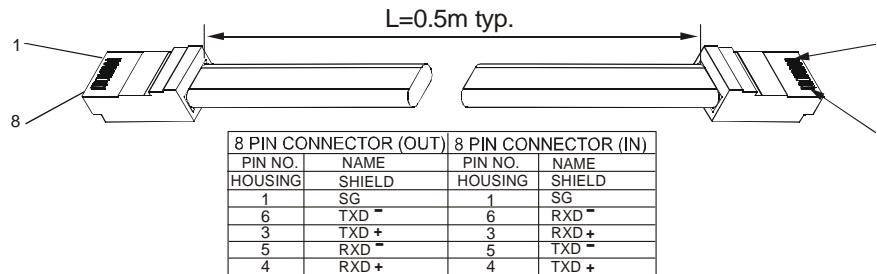 L=0.5m typ.
1
8
8 PIN CONNECTOR (OUT) 8 PIN CONNECTOR (IN)
PIN NO. NAME PIN NO. NAME
HOUSING SHIELD HOUSING SHIELD
1 SG 1 SG
6 TXD - 6 RXD -
3 TXD + 3 RXD +
5 RXD - 5 TXD -
4 RXD + 4 TXD +